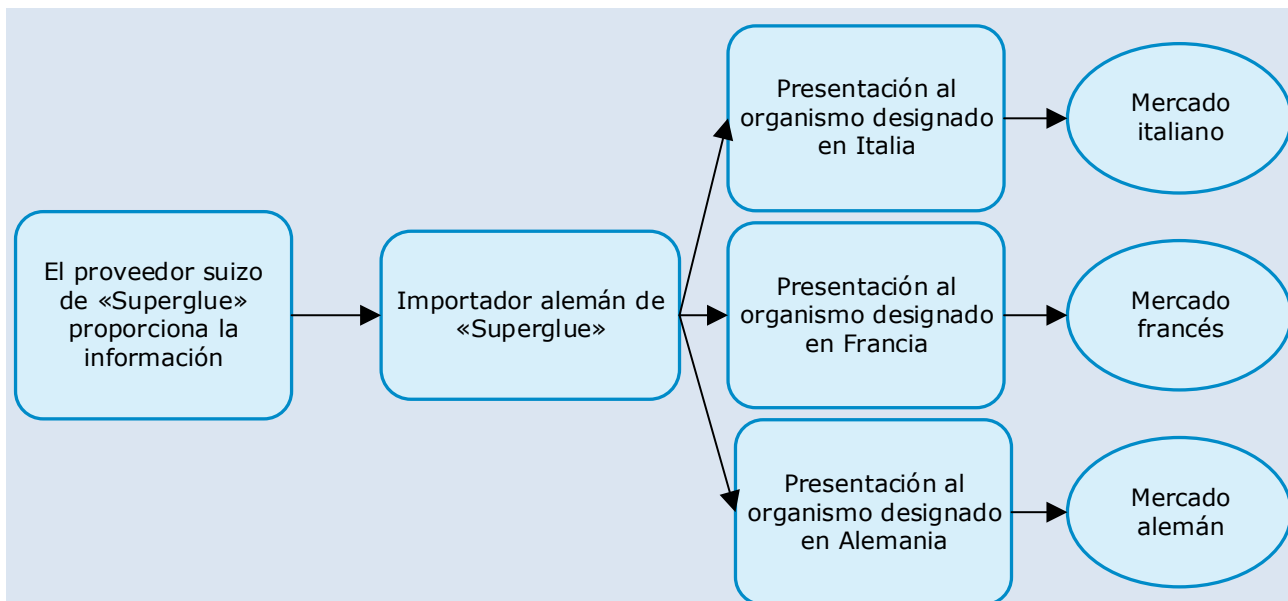 El proveedor suizo
de «Superglue»
proporciona la
información
Importador alemán de
«Superglue»
Presentación al
organismo designado
en Italia
Mercado
italiano
Presentación al
organismo designado
en Francia
Mercado
francés
Presentación al
organismo designado
en Alemania
Mercado
alemán